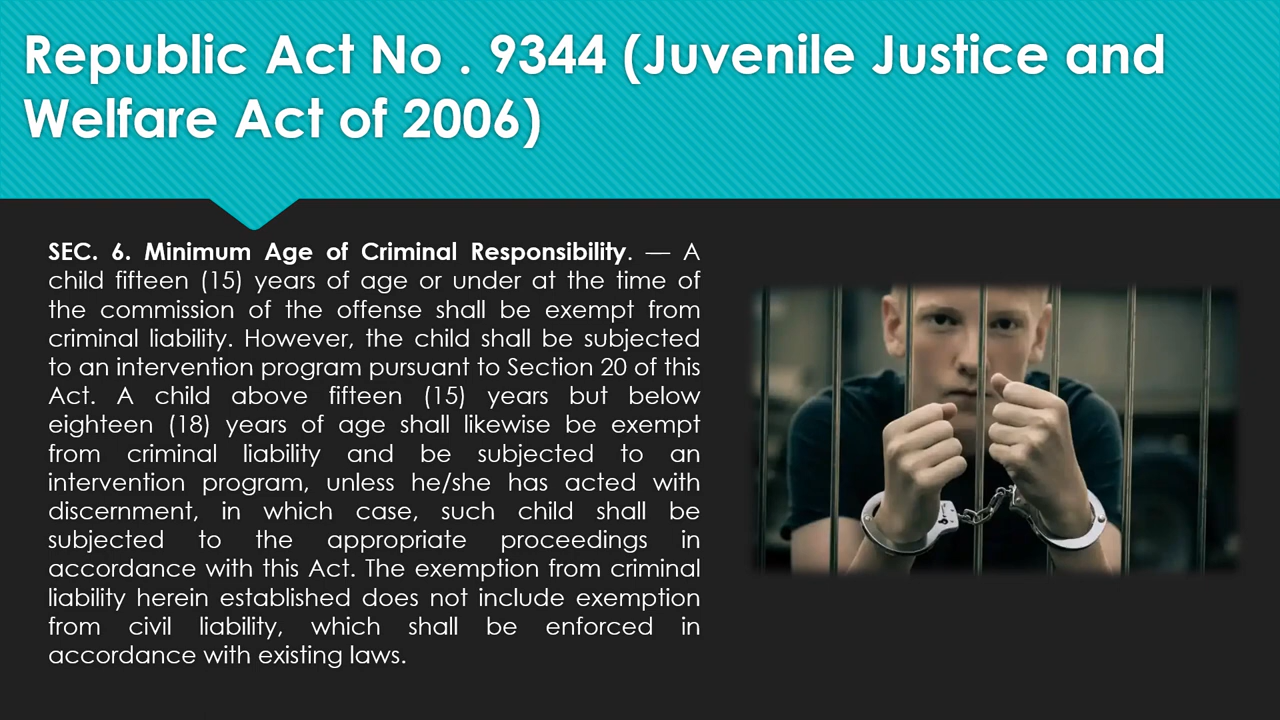 Republic Act No . 9344 (Juvenile Justice and
Welfare Act of 2006)
SEC. 6. Minimum Age of Criminal Responsibility. — A
child fifteen (15) years of age or under at the time of
the commission of the offense shall be exempt from
criminal liability. However, the child shall be subjected
to an intervention program pursuant to Section 20 of this
Act. A child above fifteen (15) years but below
eighteen (18) years of age shall likewise be exempt
from criminal liability and be subjected to an
intervention program, unless he/she has acted with
discernment, in which case, such child shall be
subjected to the appropriate proceedings in
accordance with this Act. The exemption from criminal
liability herein established does not include exemption
from civil liability, which shall be enforced in
accordance with existing laws.